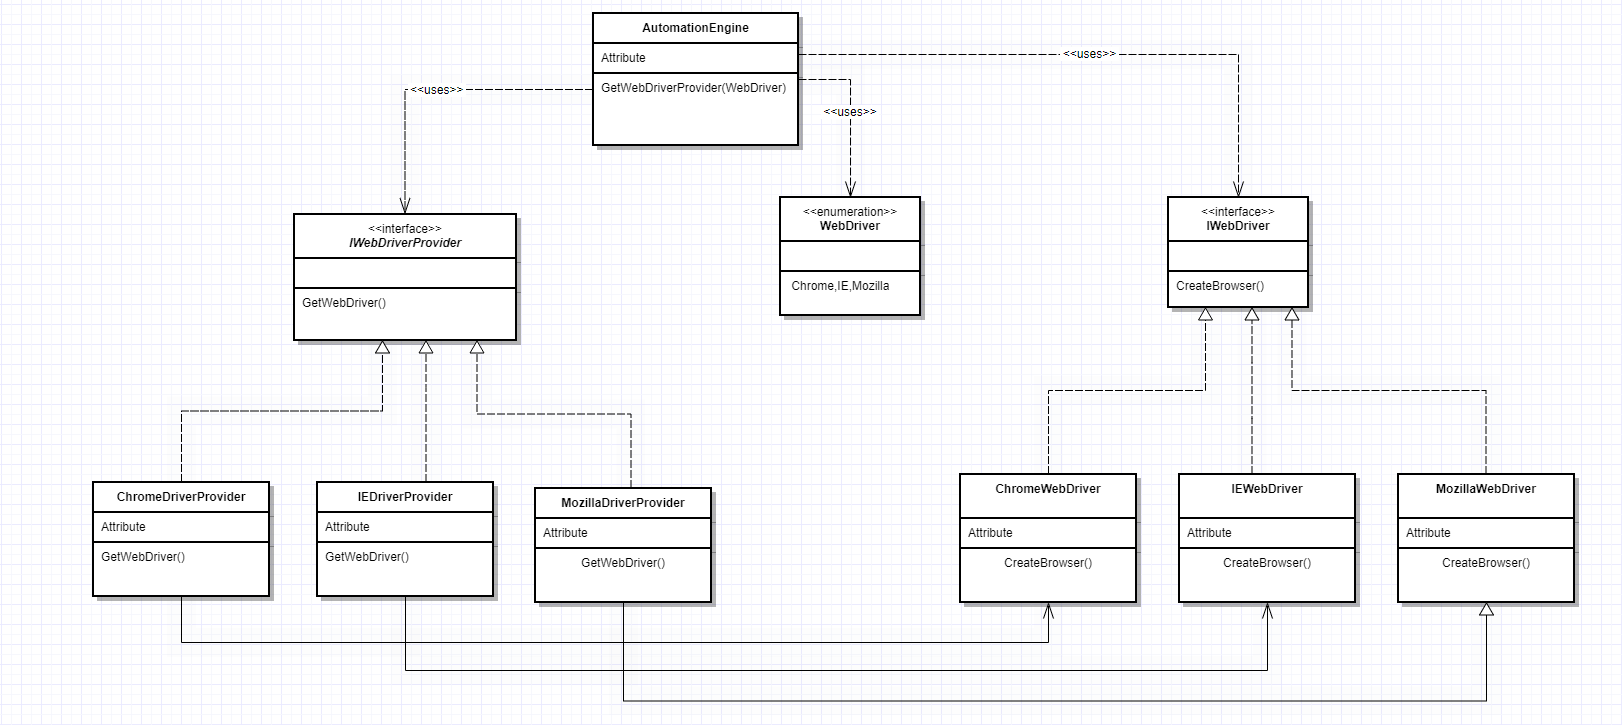 AutomationEngine
Attribute
GetWebDriverProvider(WebDriver)
<<uses>>
<<uses>>
<<uses>>
<<interface>>
IWebDriverProvider
GetWebDriver()
<<enumeration>>
WebDriver
Chrome,IE,Mozilla
<<interface>>
IWebDriver
CreateBrowser()
ChromeDriverProvider
Attribute
GetWebDriver()
IEDriverProvider
Attribute
GetWebDriver()
MozillaDriverProvider
Attribute
GetWebDriver()
ChromeWebDriver
Attribute
CreateBrowser()
IEWebDriver
Attribute
CreateBrowser()
MozillaWebDriver
Attribute
CreateBrowser()